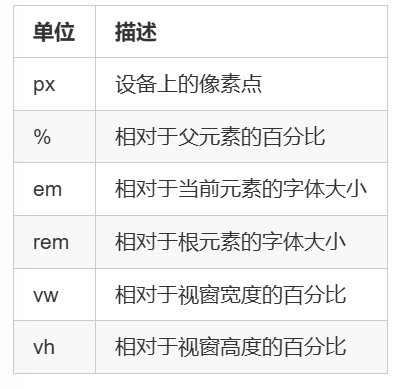 单位 描述
px 设备上的像素点
% 相对于父元素的百分比
em 相对于当前元素的字体大小
rem 相对于根元素的字体大小
vw 相对于视窗宽度的百分比
vh 相对于视窗高度的百分比